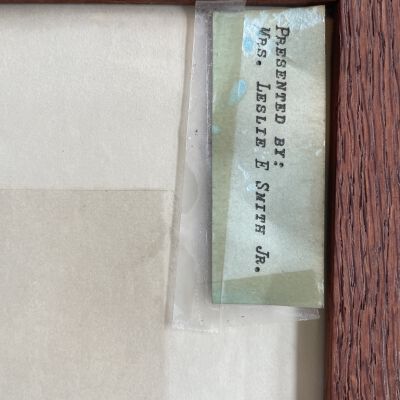 PRESENTED BY:
MRS. LESLIE E SMITH JR.